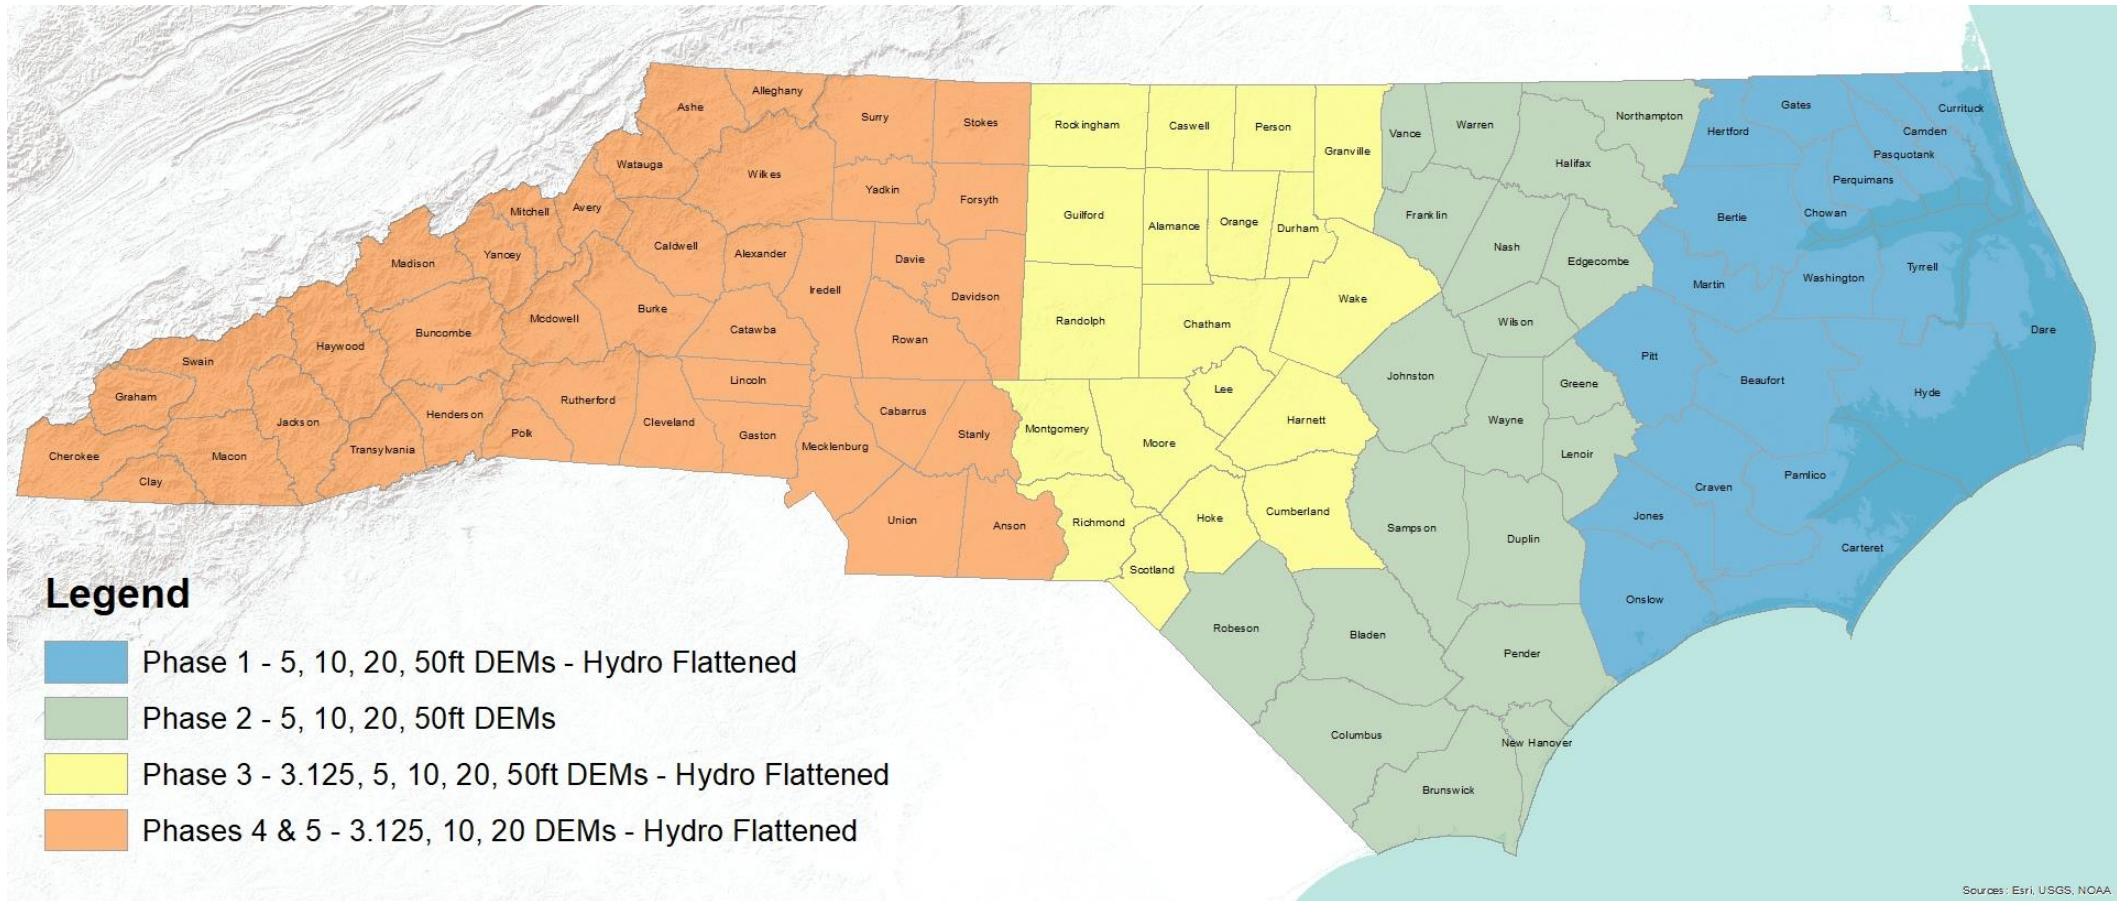 Ashe
Alleghany
Surry
Stokes
Rockingham
Caswell
Person
Granville
Vance
Warren
Northampton
Halifax
Hertford
Gates
Currituck
Camden
Pasquotank
Perquimans
Chowan
Bertie
Watauga
Wilkes
Yadkin
Forsyth
Guilford
Alamance
Orange
Durham
Franklin
Nash
Edgecombe
Martin
Washington
Tyrrell
Dare
Mitchell
Avery
Yancey
Madison
Caldwell
Alexander
Iredell
Davie
Davidson
Randolph
Chatham
Wake
Wilson
Pitt
Beaufort
Hyde
Swain
Haywood
Buncombe
Mcdowell
Burke
Catawba
Rowan
Lincoln
Graham
Jackson
Henderson
Rutherford
Polk
Cleveland
Gaston
Mecklenburg
Cabarrus
Stanly
Montgomery
Moore
Lee
Harnett
Johnston
Wayne
Greene
Lenoir
Craven
Pamlico
Jones
Carteret
Cherokee
Clay
Macon
Transylvania
Union
Anson
Richmond
Scotland
Hoke
Cumberland
Sampson
Duplin
Onslow
Robeson
Bladen
Pender
Columbus
New Hanover
Brunswick
Legend
Phase 1 - 5, 10, 20, 50ft DEMs - Hydro Flattened
Phase 2 - 5, 10, 20, 50ft DEMs
Phase 3 - 3.125, 5, 10, 20, 50ft DEMs - Hydro Flattened
Phases 4 & 5 - 3.125, 10, 20 DEMs - Hydro Flattened
Sources: Esri, USGS, NOAA